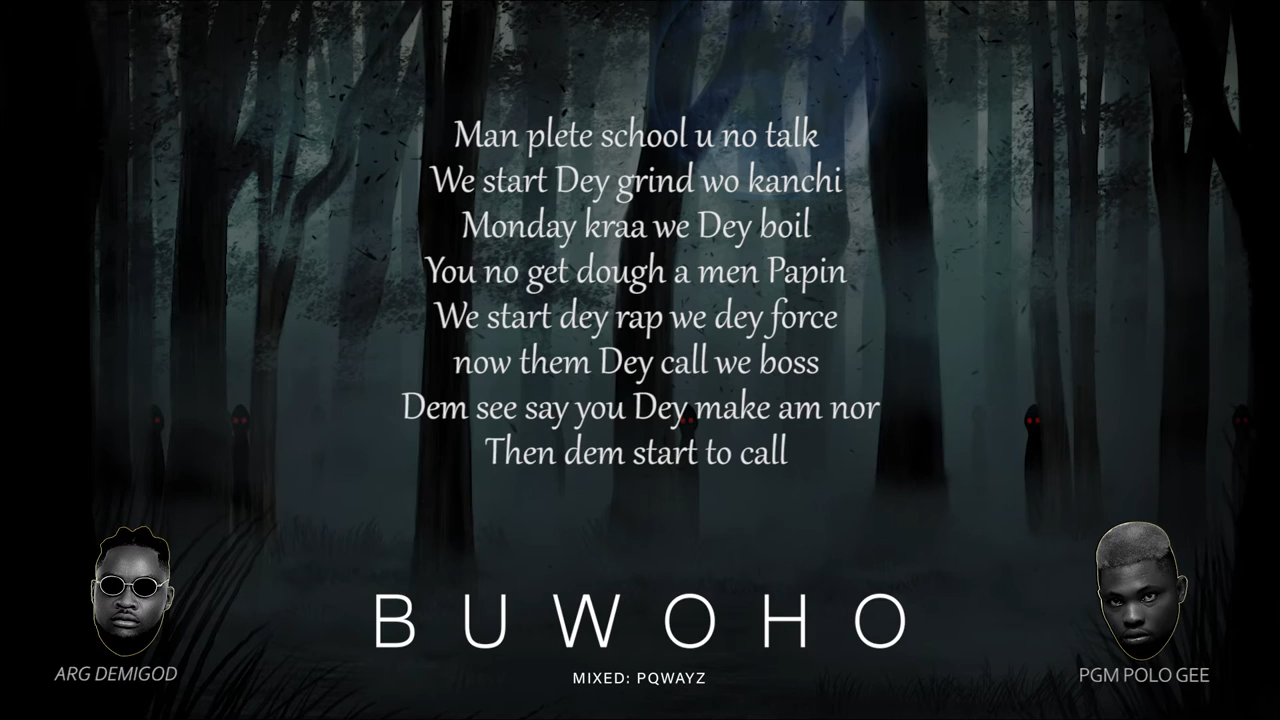 Man plete school u no talk
We start Dey grind wo kanchi
Monday kraa we Dey boil
You no get dough a men Papin
We start dey rap we dey force
now them Dey call we boss
Dem see say you Dey make am nor
Then dem start to call
BUWOHO
MIXED: PQWAYZ
ARG DEMIGOD
PGM POLO GEE